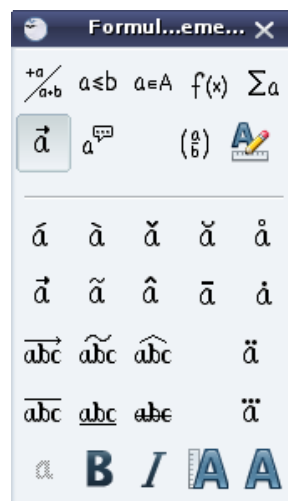 Formul...eme...
+a/a+b a≤b a∈A f(x) Σa
a⃗ a (a b)
á à ǎ ă å
a⃗ ã â ā ȧ
abc abc abc ä
abc abc abc a⃛
a B I A A